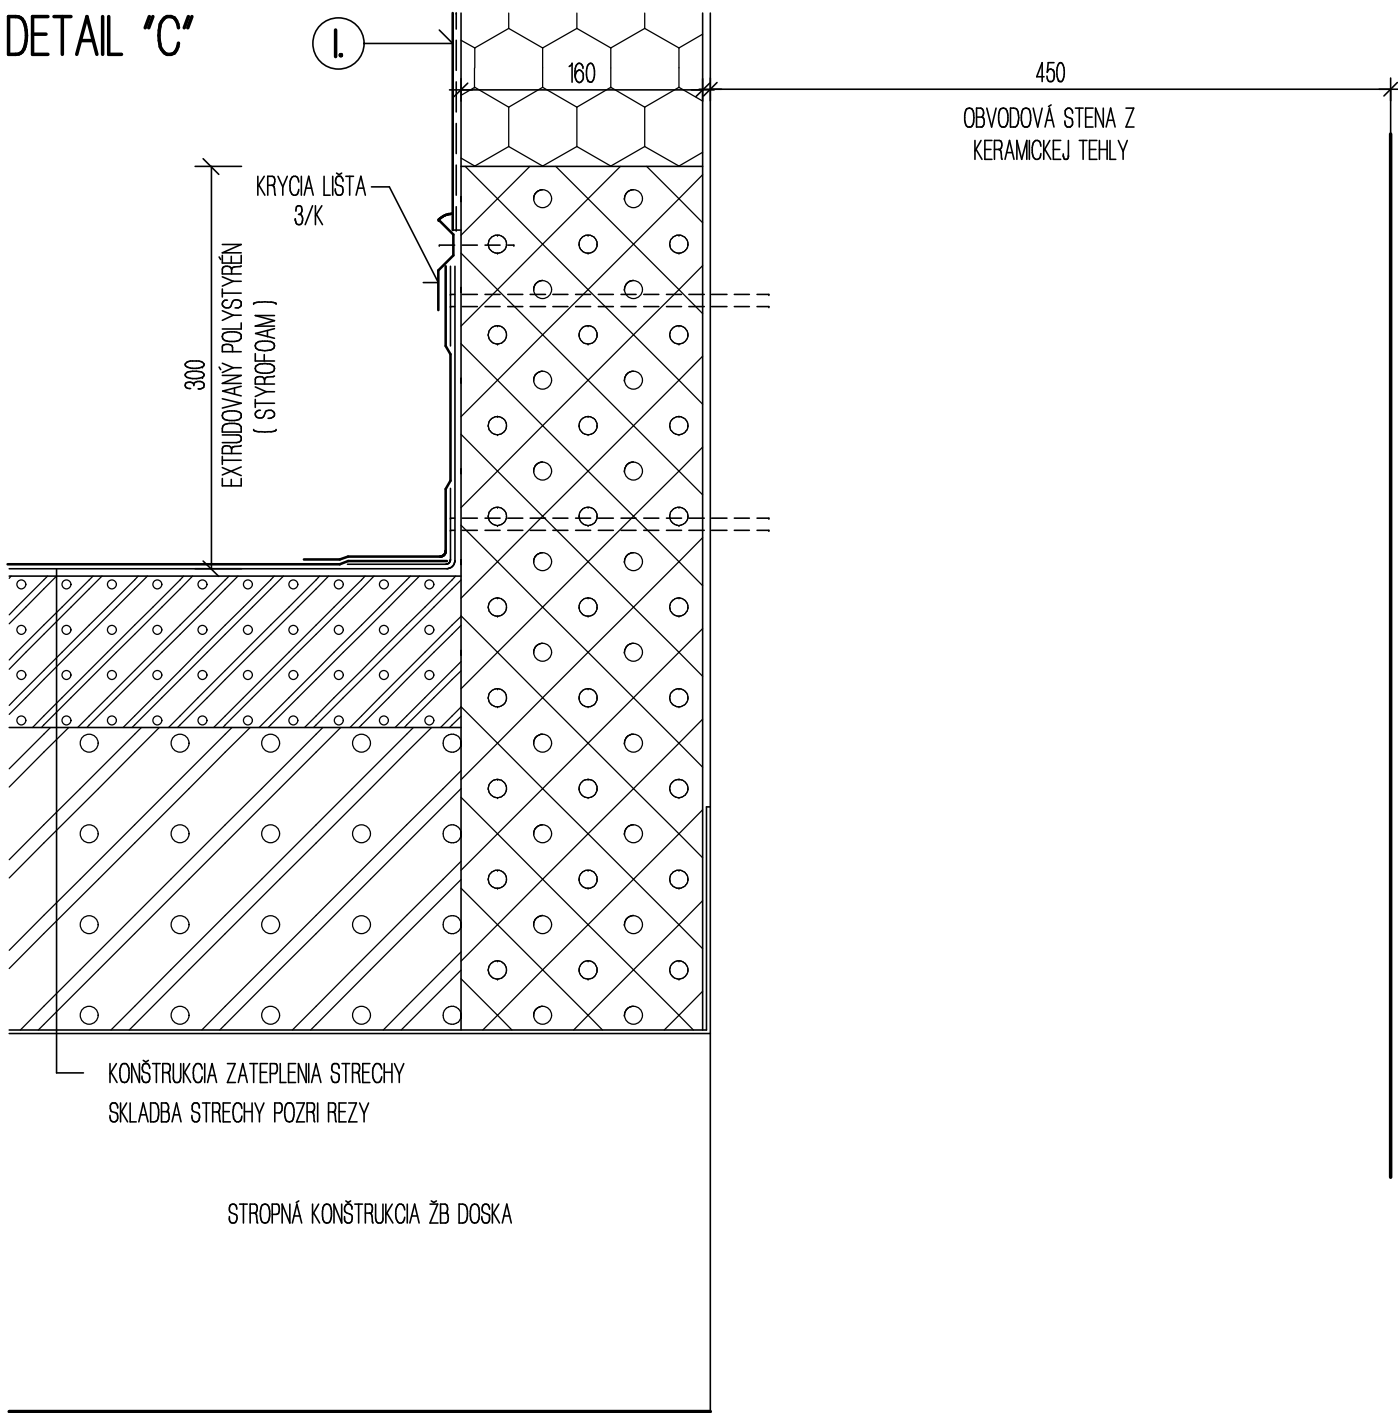 DETAIL "C"
I.
160
450
OBVODOVÁ STENA Z
KERAMICKEJ TEHLY
KRYCIA LIŠTA
3/K
300
EXTRUDOVANÝ POLYSTYRÉN
( STYROFOAM )
KONŠTRUKCIA ZATEPLENIA STRECHY
SKLADBA STRECHY POZRI REZY
STROPNÁ KONŠTRUKCIA ŽB DOSKA